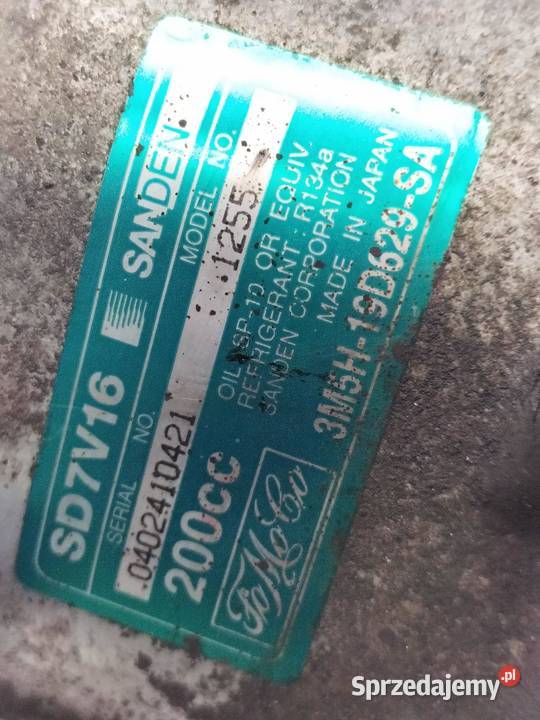 SD7V16 SANDEN
SERIAL NO. MODEL NO.
0402410421 1255
200CC
OIL:SP-10 OR EQUIV
REFRIGERANT : R134a
SANDEN CORPORATION
MADE IN JAPAN
FoMoCo
3M5H-19D629-SA
Sprzedajemy.pl